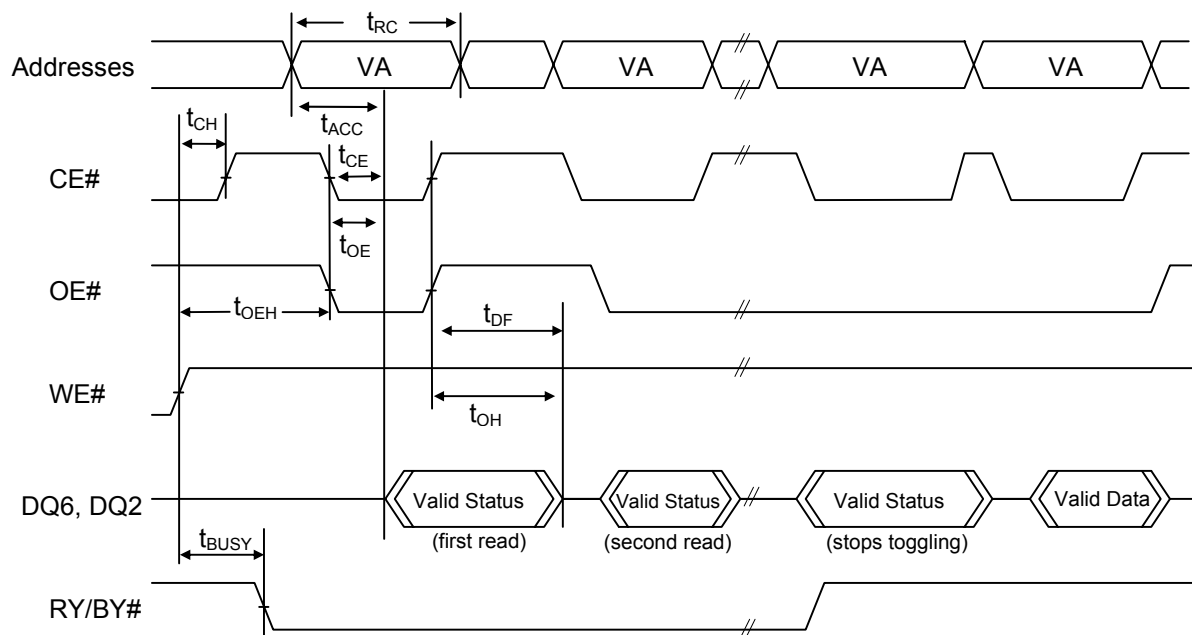 tRC
Addresses VA VA VA VA
tCH
tACC
tCE
CE#
tOE
OE#
tOEH
tDF
WE#
tOH
DQ6, DQ2 Valid Status Valid Status Valid Status Valid Data
(first read) (second read) (stops toggling)
tBUSY
RY/BY#